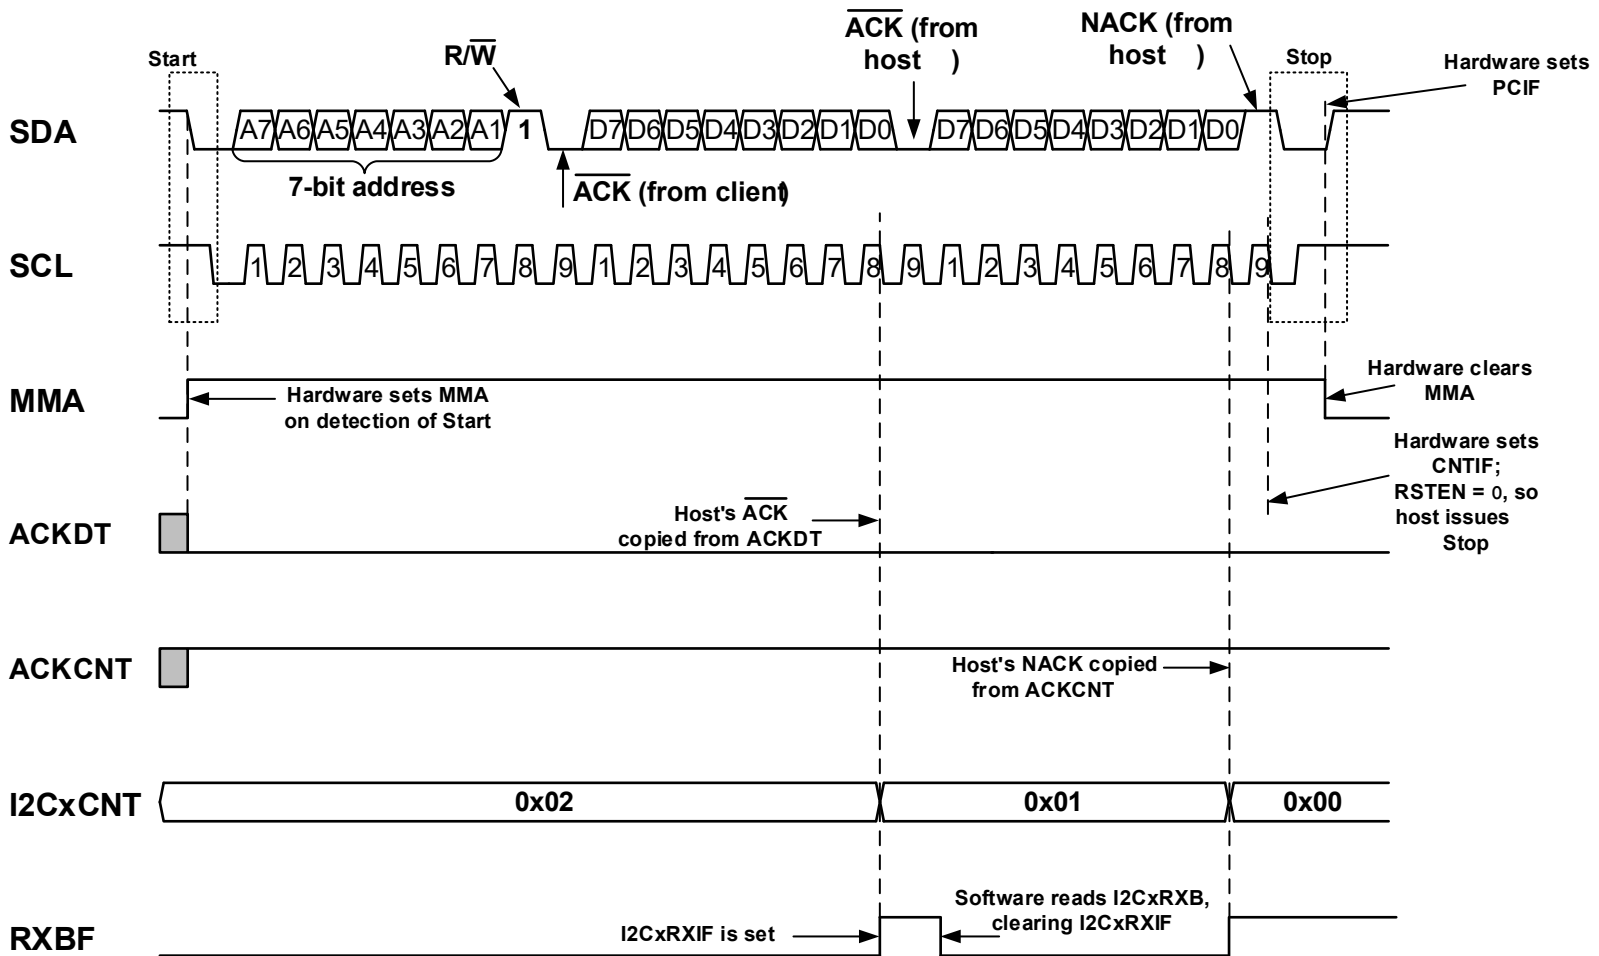 ACK (from
host )
NACK (from
host )
Start
R/W
Stop
Hardware sets
PCIF
SDA
A7 A6 A5 A4 A3 A2 A1 1 D7 D6 D5 D4 D3 D2 D1 D0 D7 D6 D5 D4 D3 D2 D1 D0
7-bit address
ACK (from client)
SCL
1 2 3 4 5 6 7 8 9 1 2 3 4 5 6 7 8 9 1 2 3 4 5 6 7 8 9
MMA
Hardware sets MMA
on detection of Start
Hardware clears
MMA
Hardware sets
CNTIF;
RSTEN = 0, so
host issues
Stop
ACKDT
Host's ACK
copied from ACKDT
ACKCNT
Host's NACK copied
from ACKCNT
I2CxCNT
0x02 0x01 0x00
RXBF
I2CxRXIF is set
Software reads I2CxRXB,
clearing I2CxRXIF